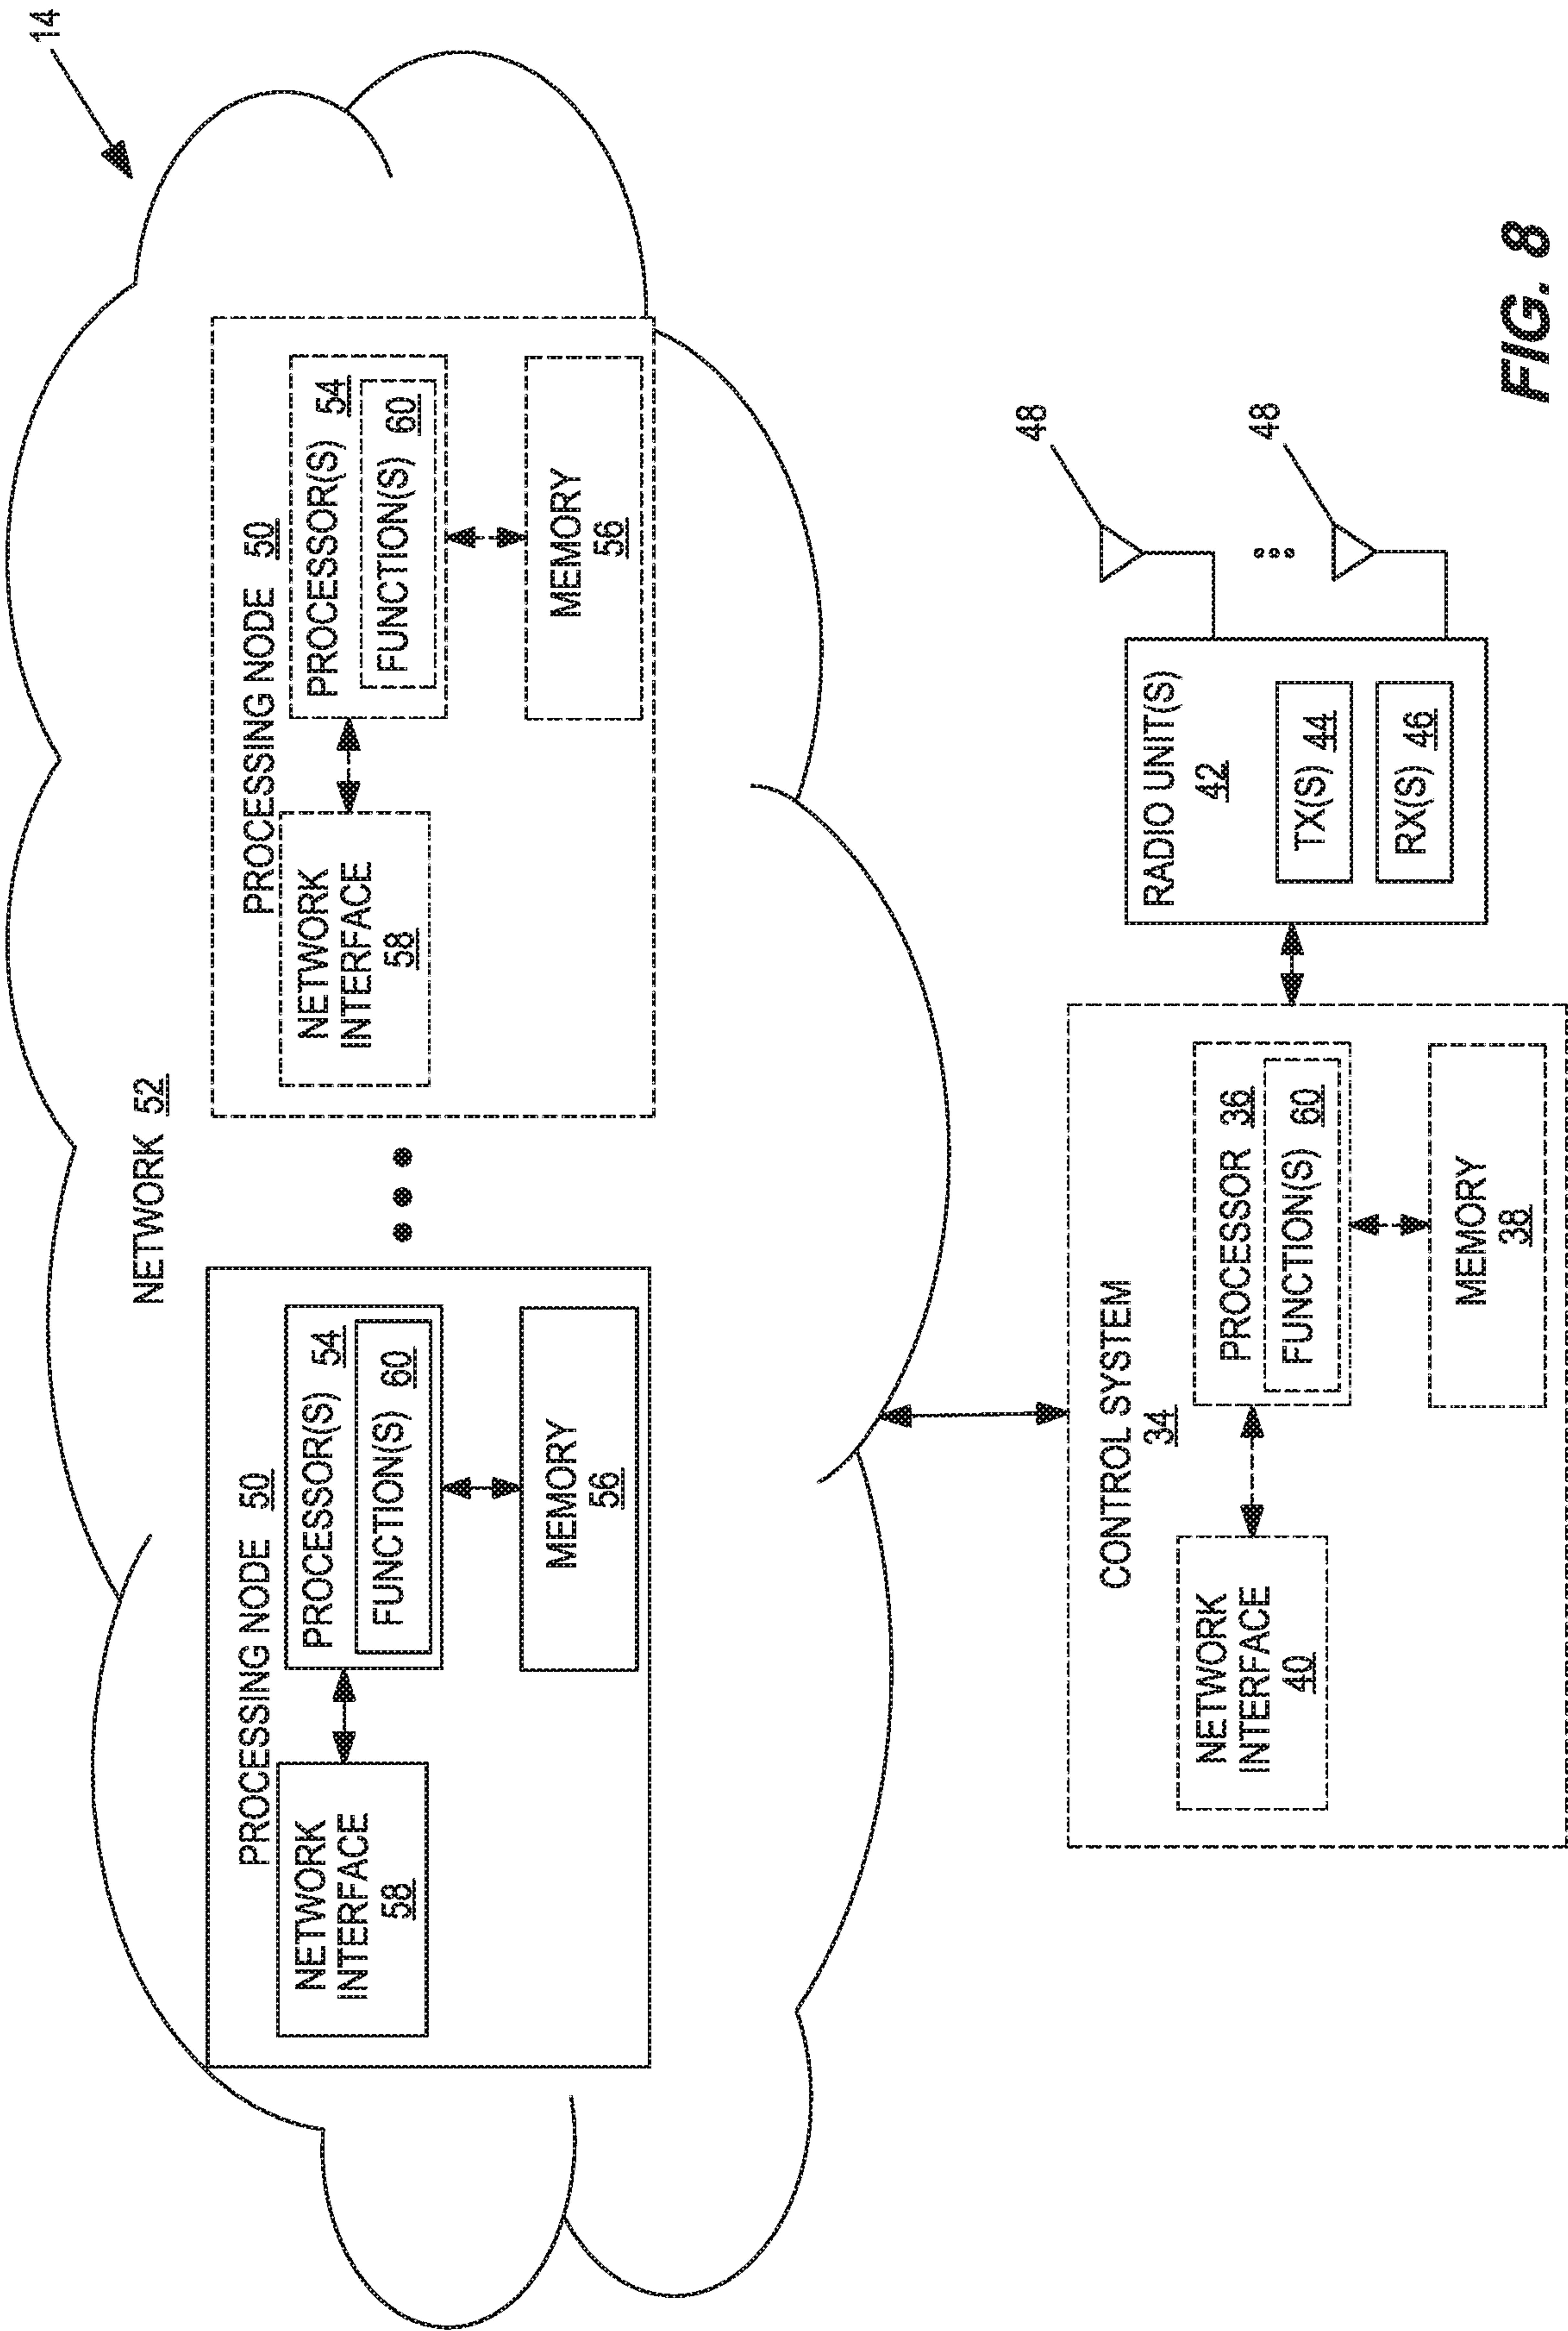 14
NETWORK 52
PROCESSING NODE 50
NETWORK
INTERFACE
58
PROCESSOR(S) 54
FUNCTION(S) 60
MEMORY
56
PROCESSING NODE 50
NETWORK
INTERFACE
58
PROCESSOR(S) 54
FUNCTION(S) 60
MEMORY
56
CONTROL SYSTEM
34
NETWORK
INTERFACE
40
PROCESSOR 36
FUNCTION(S) 60
MEMORY
38
RADIO UNIT(S)
42
TX(S) 44
RX(S) 46
48
48
FIG. 8